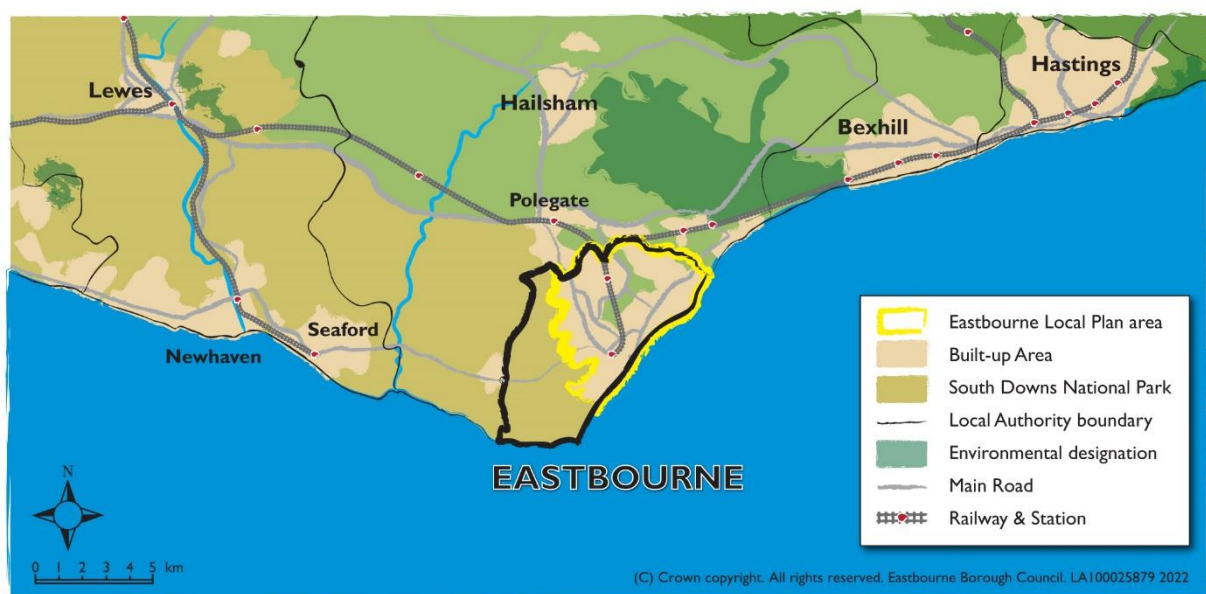 Lewes
Hailsham
Hastings
Bexhill
Polegate
Seaford
Newhaven
EASTBOURNE
Eastbourne Local Plan area
Built-up Area
South Downs National Park
Local Authority boundary
Environmental designation
Main Road
Railway & Station
N
0 1 2 3 4 5 km
(C) Crown copyright. All rights reserved. Eastbourne Borough Council. LA100025879 2022